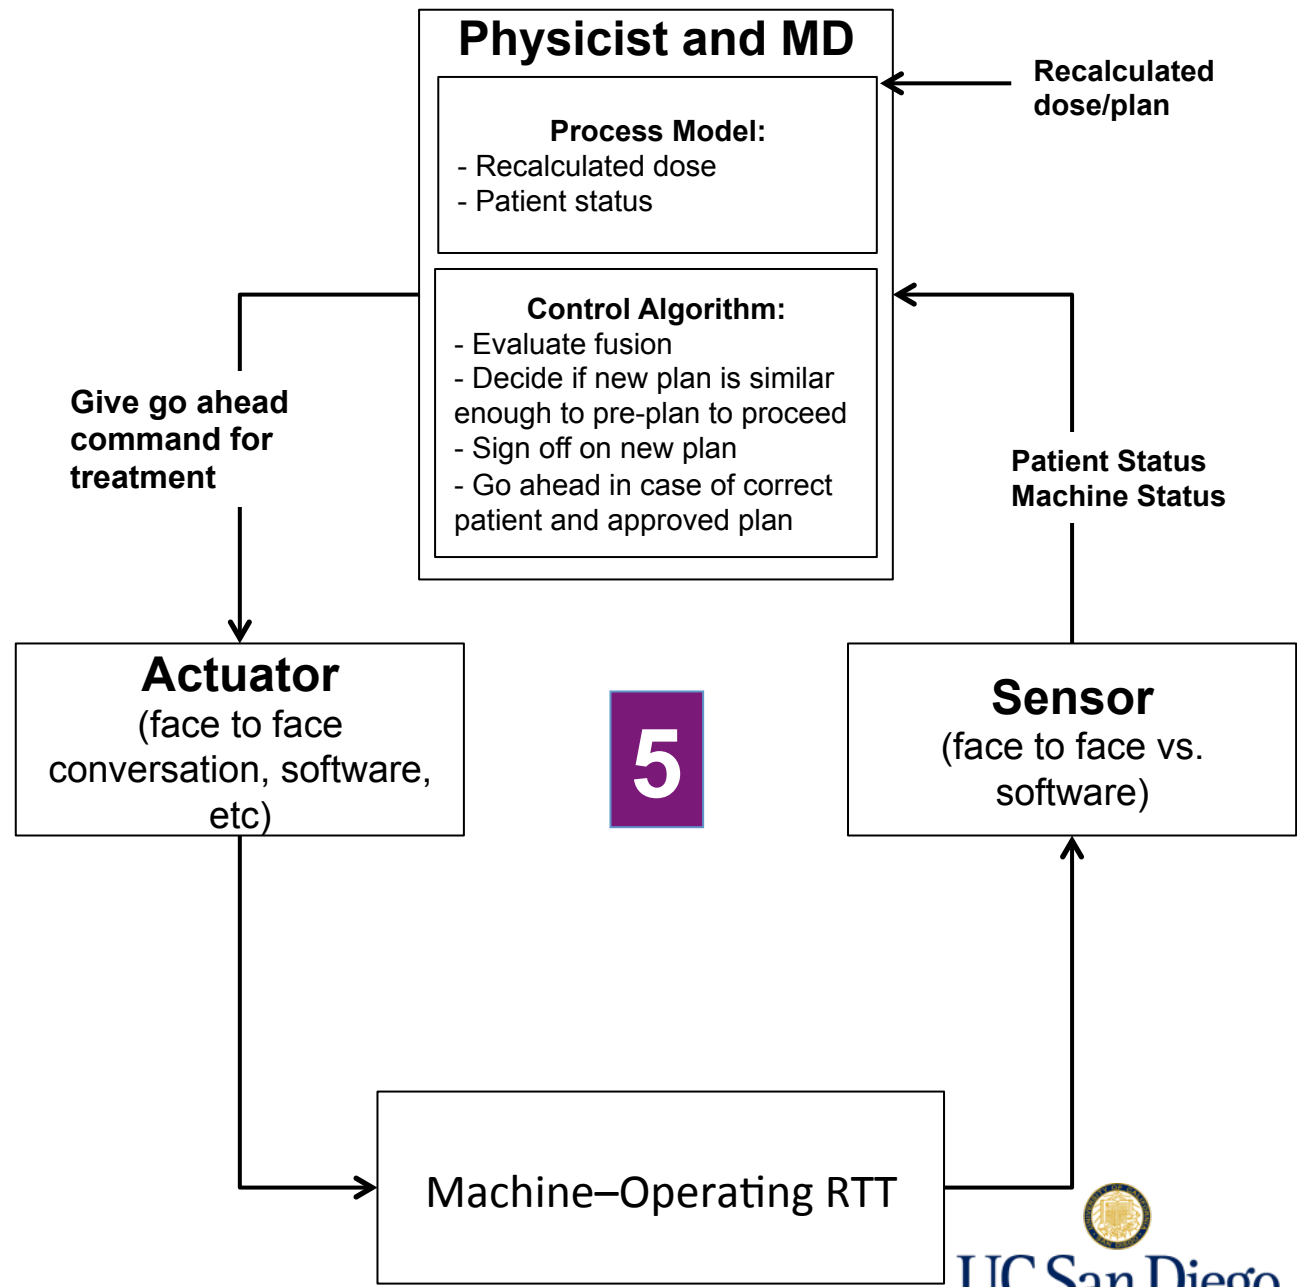 Physicist and MD
Recalculated
dose/plan
Process Model:
- Recalculated dose
- Patient status
Control Algorithm:
- Evaluate fusion
- Decide if new plan is similar
enough to pre-plan to proceed
- Sign off on new plan
- Go ahead in case of correct
patient and approved plan
Give go ahead
command for
treatment
Patient Status
Machine Status
Actuator
(face to face
conversation, software,
etc)
5
Sensor
(face to face vs.
software)
Machine–Operating RTT
UC San Diego